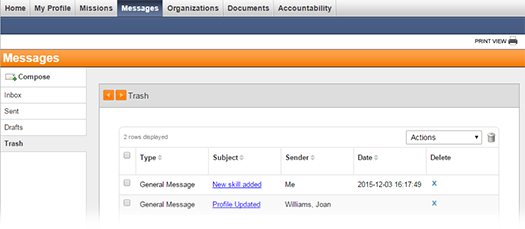 Home My Profile Missions Messages Organizations Documents Accountability
PRINT VIEW
Messages
Compose
Inbox
Sent
Drafts
Trash
Trash
2 rows displayed
Actions
Type Subject Sender Date Delete
General Message New skill added Me 2015-12-03 16:17:49 X
General Message Profile Updated Williams, Joan X